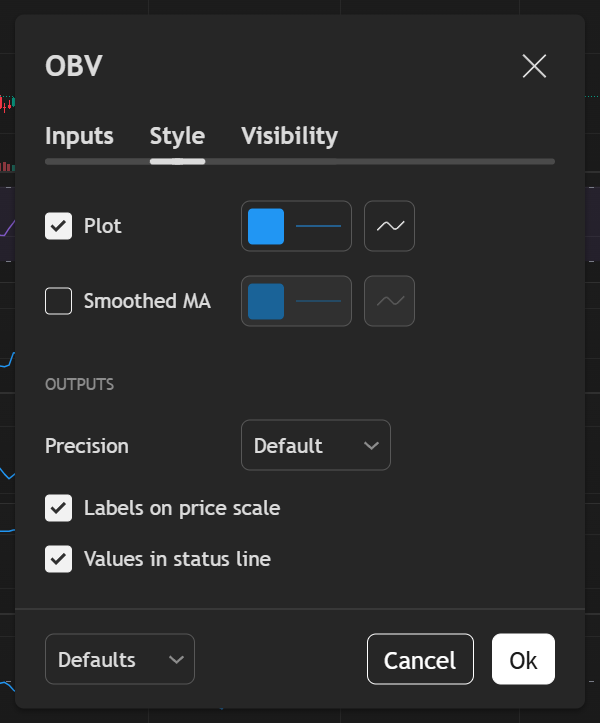 OBV
Inputs Style Visibility
Plot
Smoothed MA
OUTPUTS
Precision Default
Labels on price scale
Values in status line
Defaults Cancel Ok